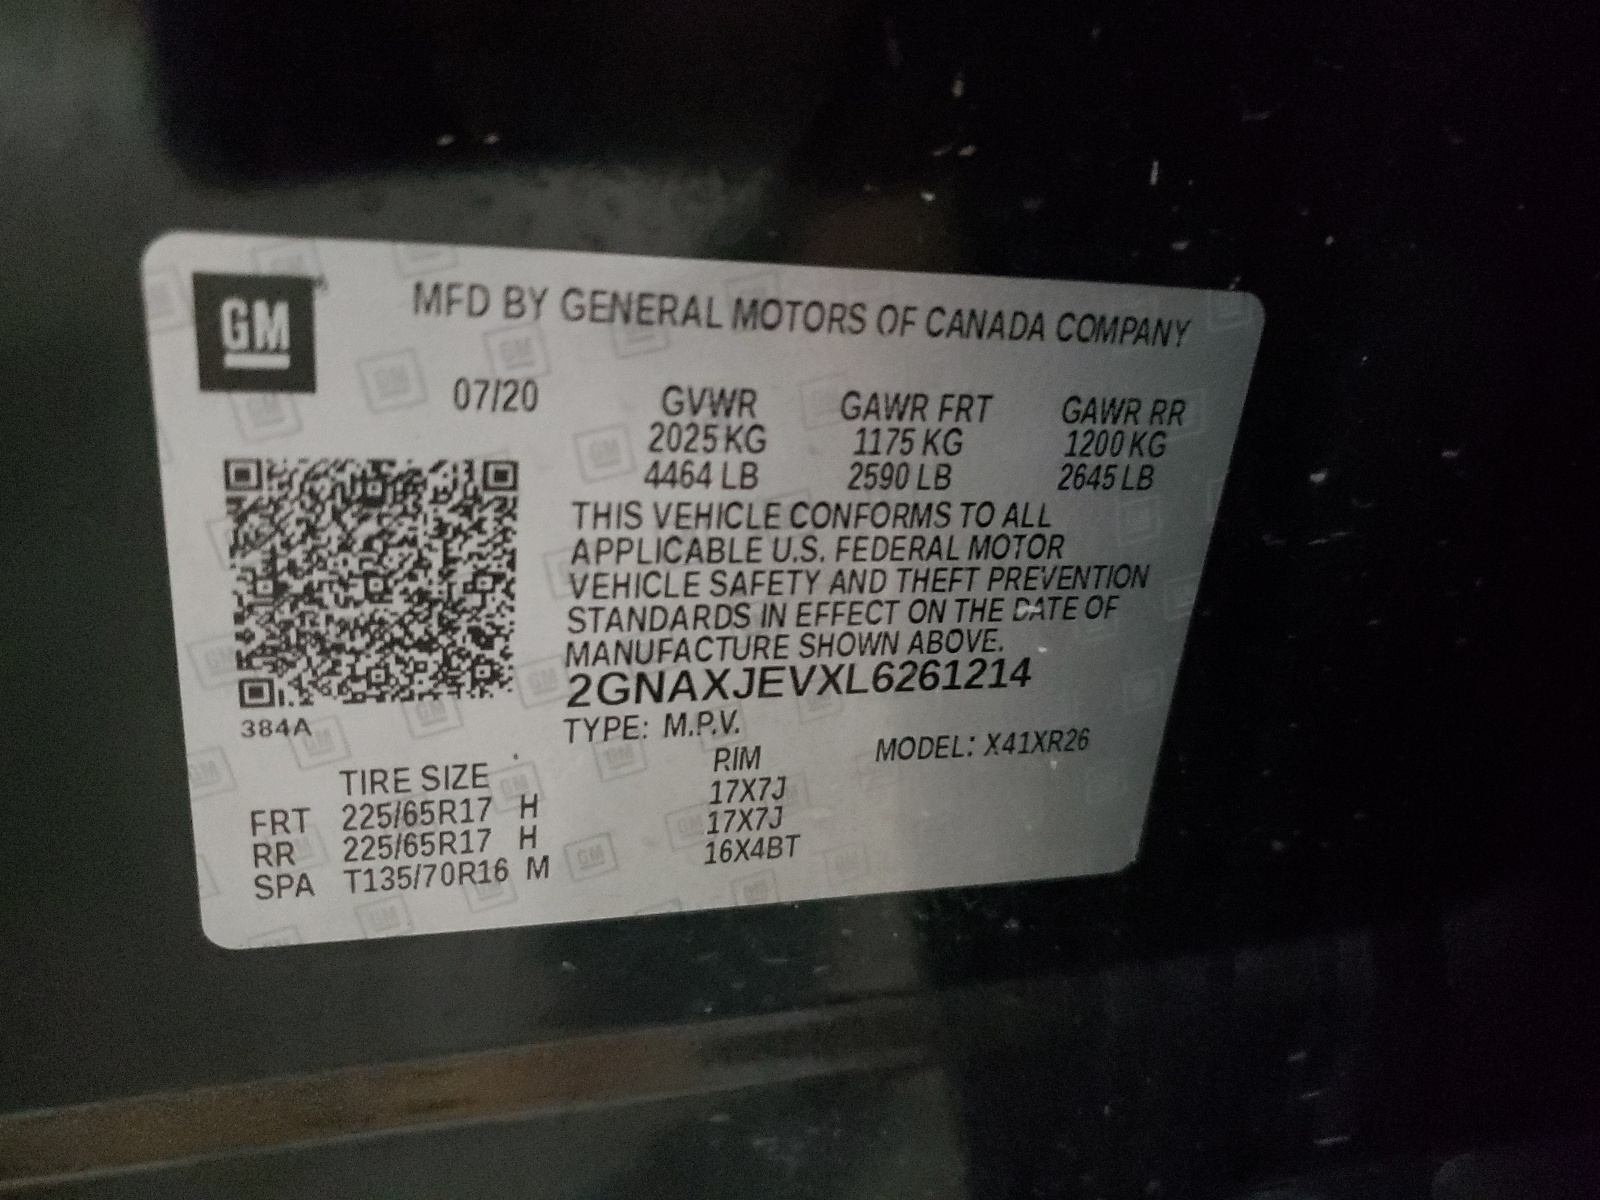 GM
MFD BY GENERAL MOTORS OF CANADA COMPANY
07/20
GVWR GAWR FRT GAWR RR
2025 KG 1175 KG 1200 KG
4464 LB 2590 LB 2645 LB
THIS VEHICLE CONFORMS TO ALL
APPLICABLE U.S. FEDERAL MOTOR
VEHICLE SAFETY AND THEFT PREVENTION
STANDARDS IN EFFECT ON THE DATE OF
MANUFACTURE SHOWN ABOVE.
2GNAXJEVXL6261214
384A
TYPE: M.P.V.
MODEL: X41XR26
TIRE SIZE RIM
FRT 225/65R17 H 17X7J
RR 225/65R17 H 17X7J
SPA T135/70R16 M 16X4BT